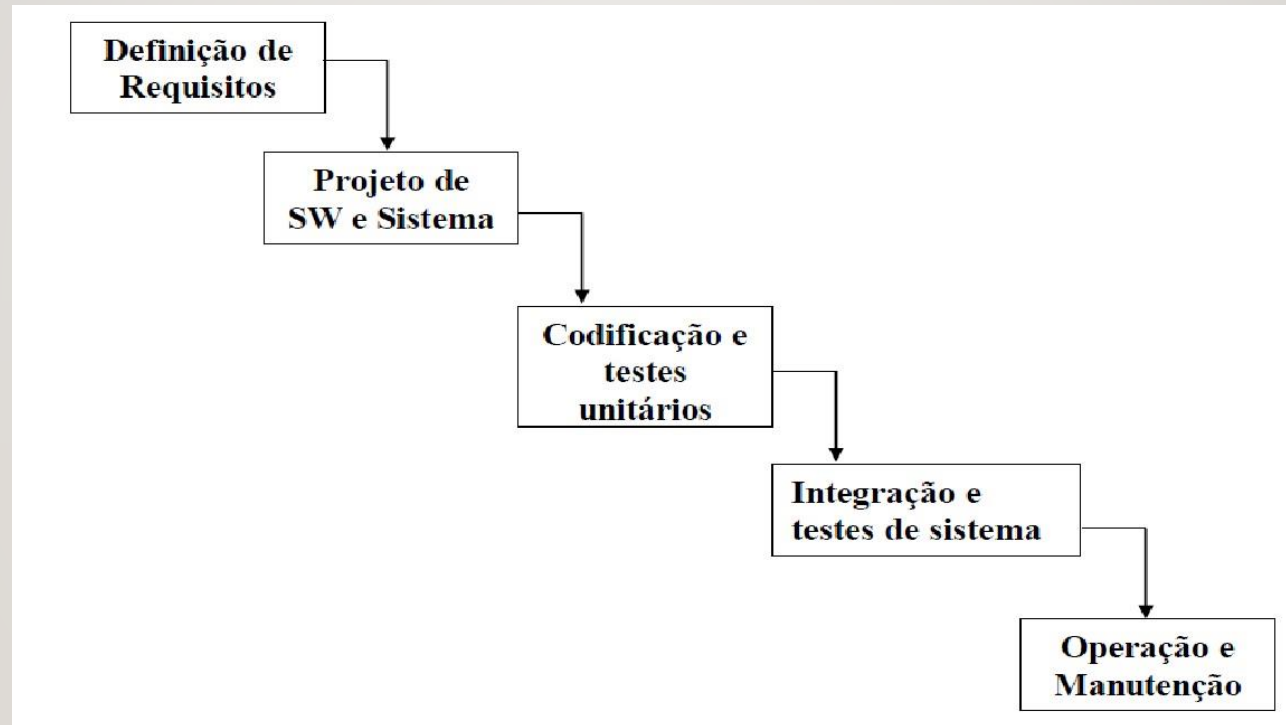 Definição de
Requisitos
Projeto de
SW e Sistema
Codificação e
testes
unitários
Integração e
testes de sistema
Operação e
Manutenção